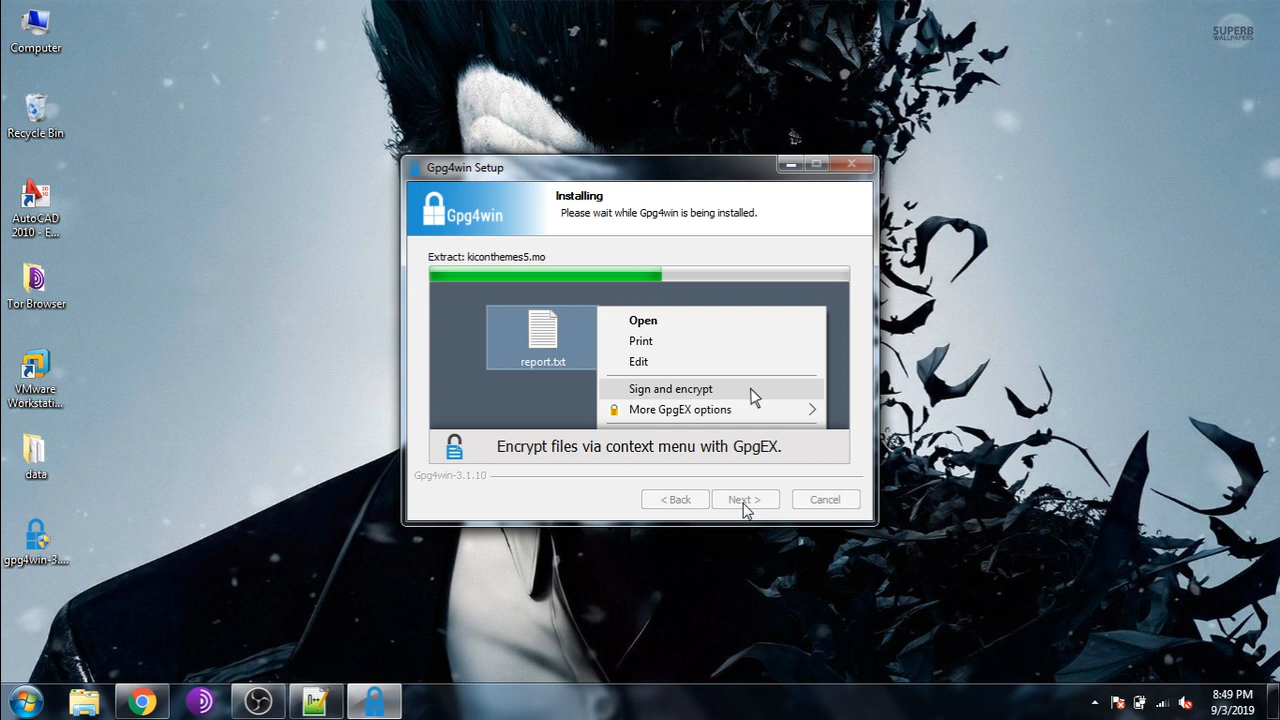 Computer
Recycle Bin
AutoCAD
2010 - E...
Tor Browser
VMware
Workstati...
data
gpg4win-3....
SUPERB
WALLPAPERS
Gpg4win Setup
Gpg4win
Installing
Please wait while Gpg4win is being installed.
Extract: kiconthemes5.mo
report.txt
Open
Print
Edit
Sign and encrypt
More GpgEX options
Encrypt files via context menu with GpgEX.
Gpg4win-3.1.10
< Back
Next >
Cancel
8:49 PM
9/3/2019